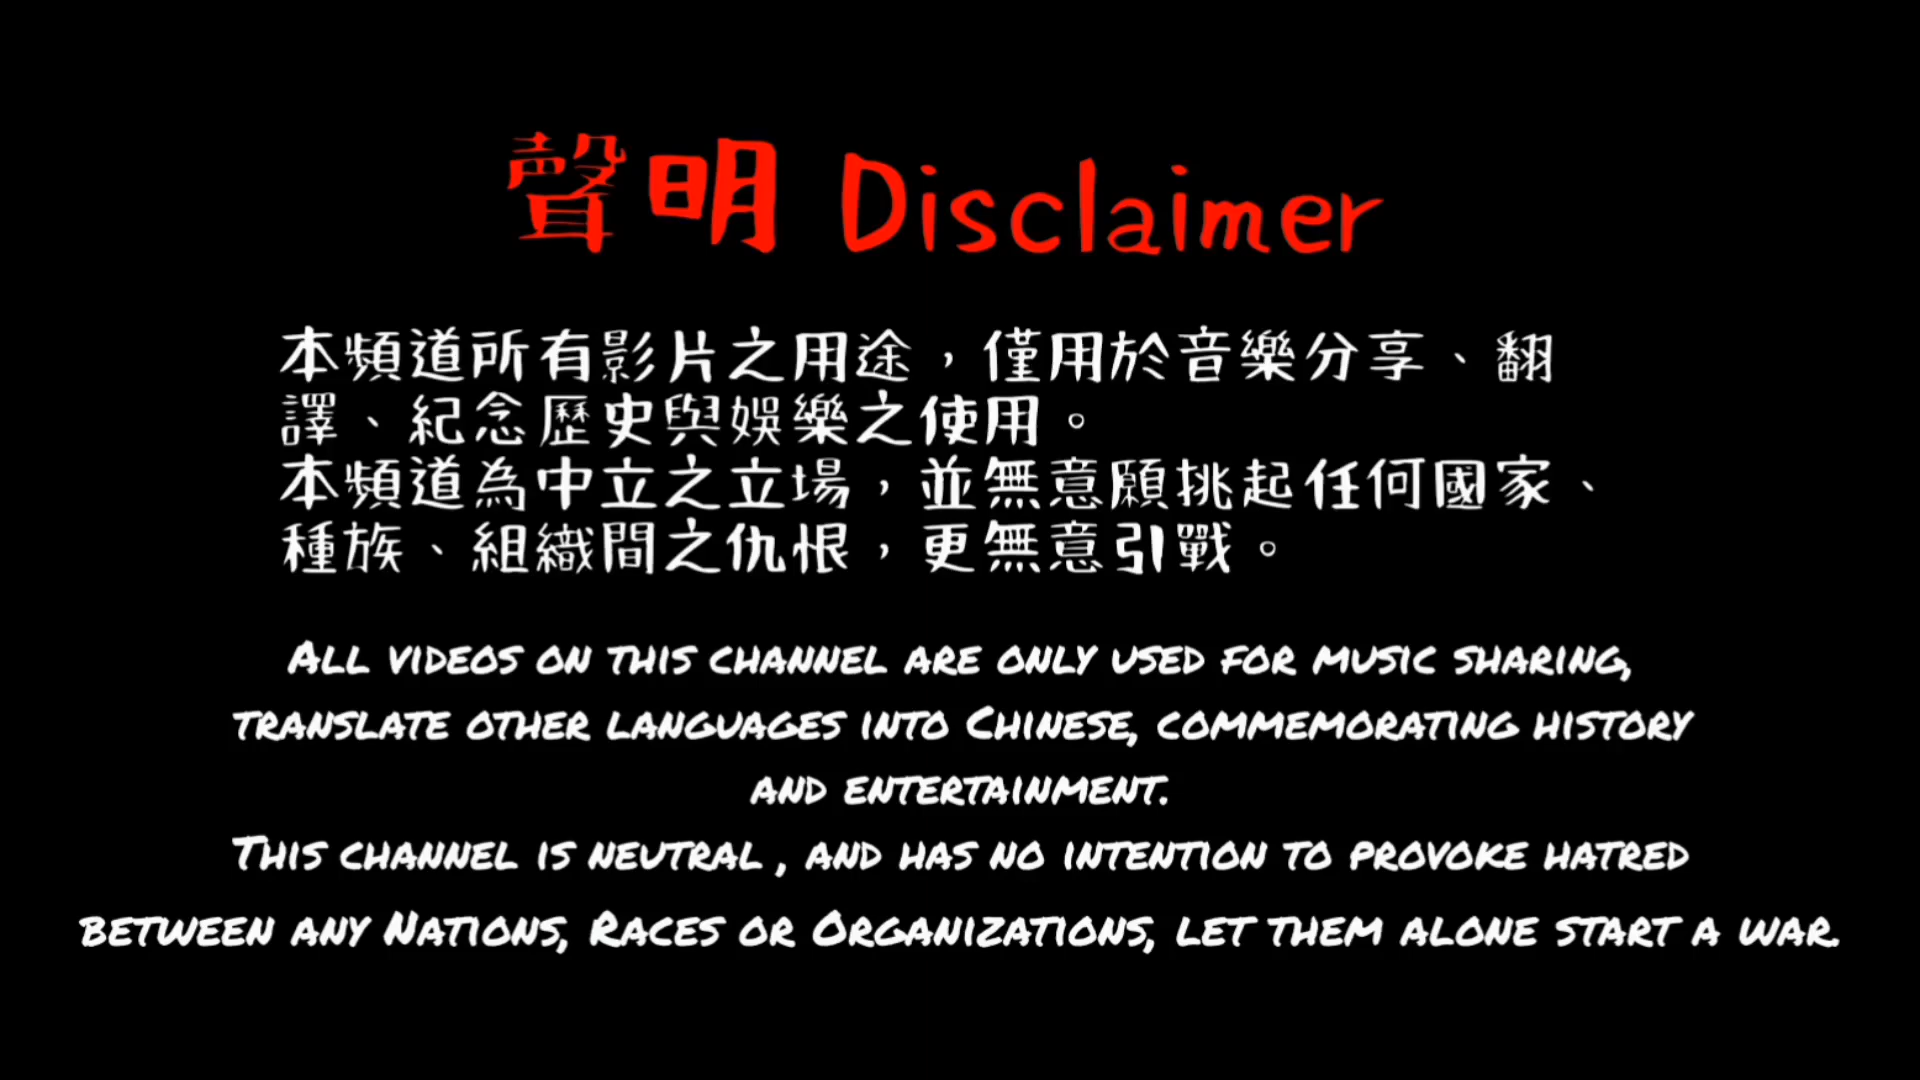 聲明 Disclaimer
本頻道所有影片之用途，僅用於音樂分享、翻
譯、紀念歷史與娛樂之使用。
本頻道為中立之立場，並無意願挑起任何國家、
種族、組織間之仇恨，更無意引戰。
All videos on this channel are only used for music sharing,
translate other languages into Chinese, commemorating history
and entertainment.
This channel is neutral , and has no intention to provoke hatred
between any Nations, Races or Organizations, let them alone start a war.